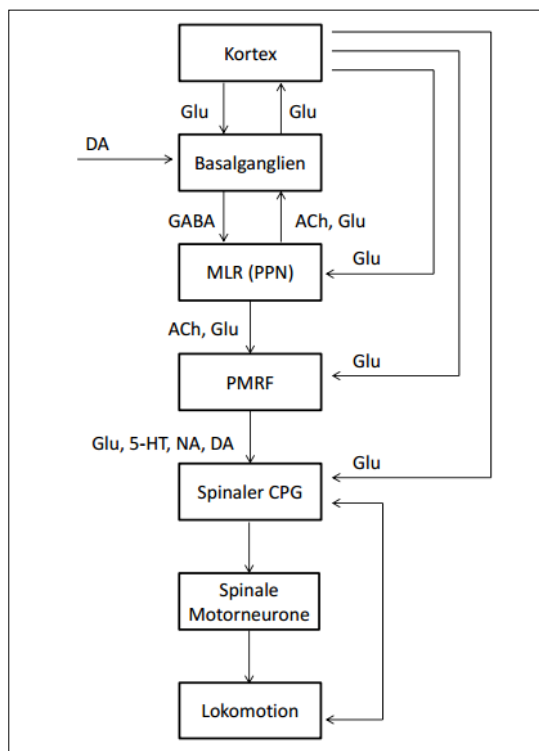 Kortex
Glu Glu
DA
Basalganglien
GABA ACh, Glu
Glu
MLR (PPN)
ACh, Glu
Glu
PMRF
Glu, 5-HT, NA, DA
Glu
Spinaler CPG
Spinale
Motorneurone
Lokomotion